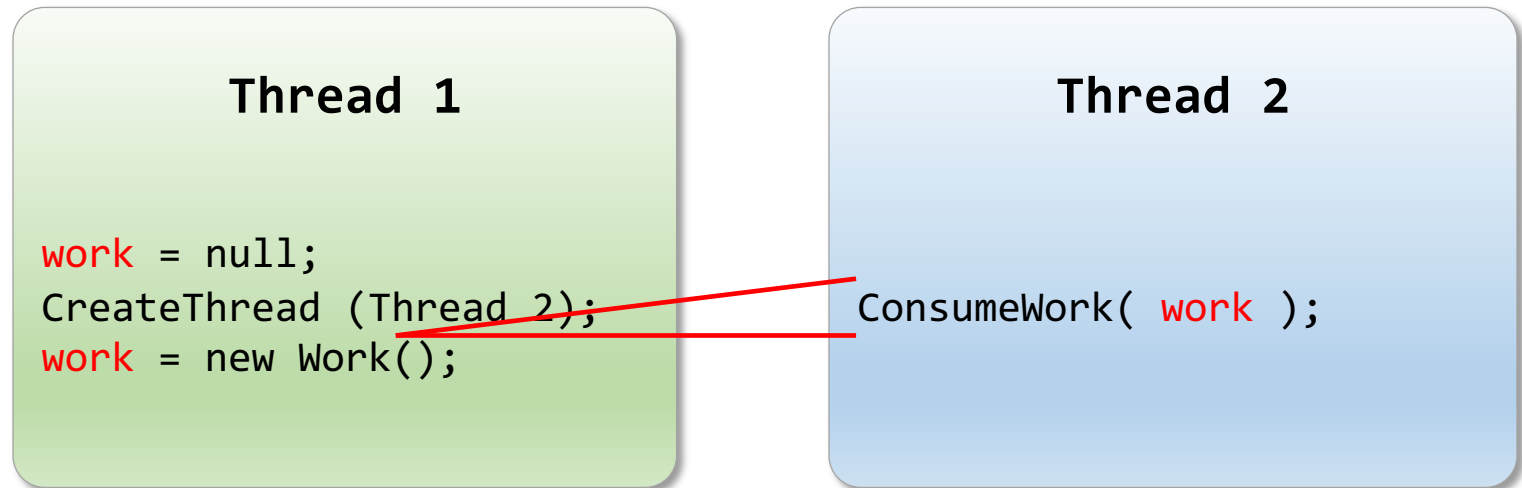 Thread 1
work = null;
CreateThread (Thread 2);
work = new Work();
Thread 2
ConsumeWork( work );